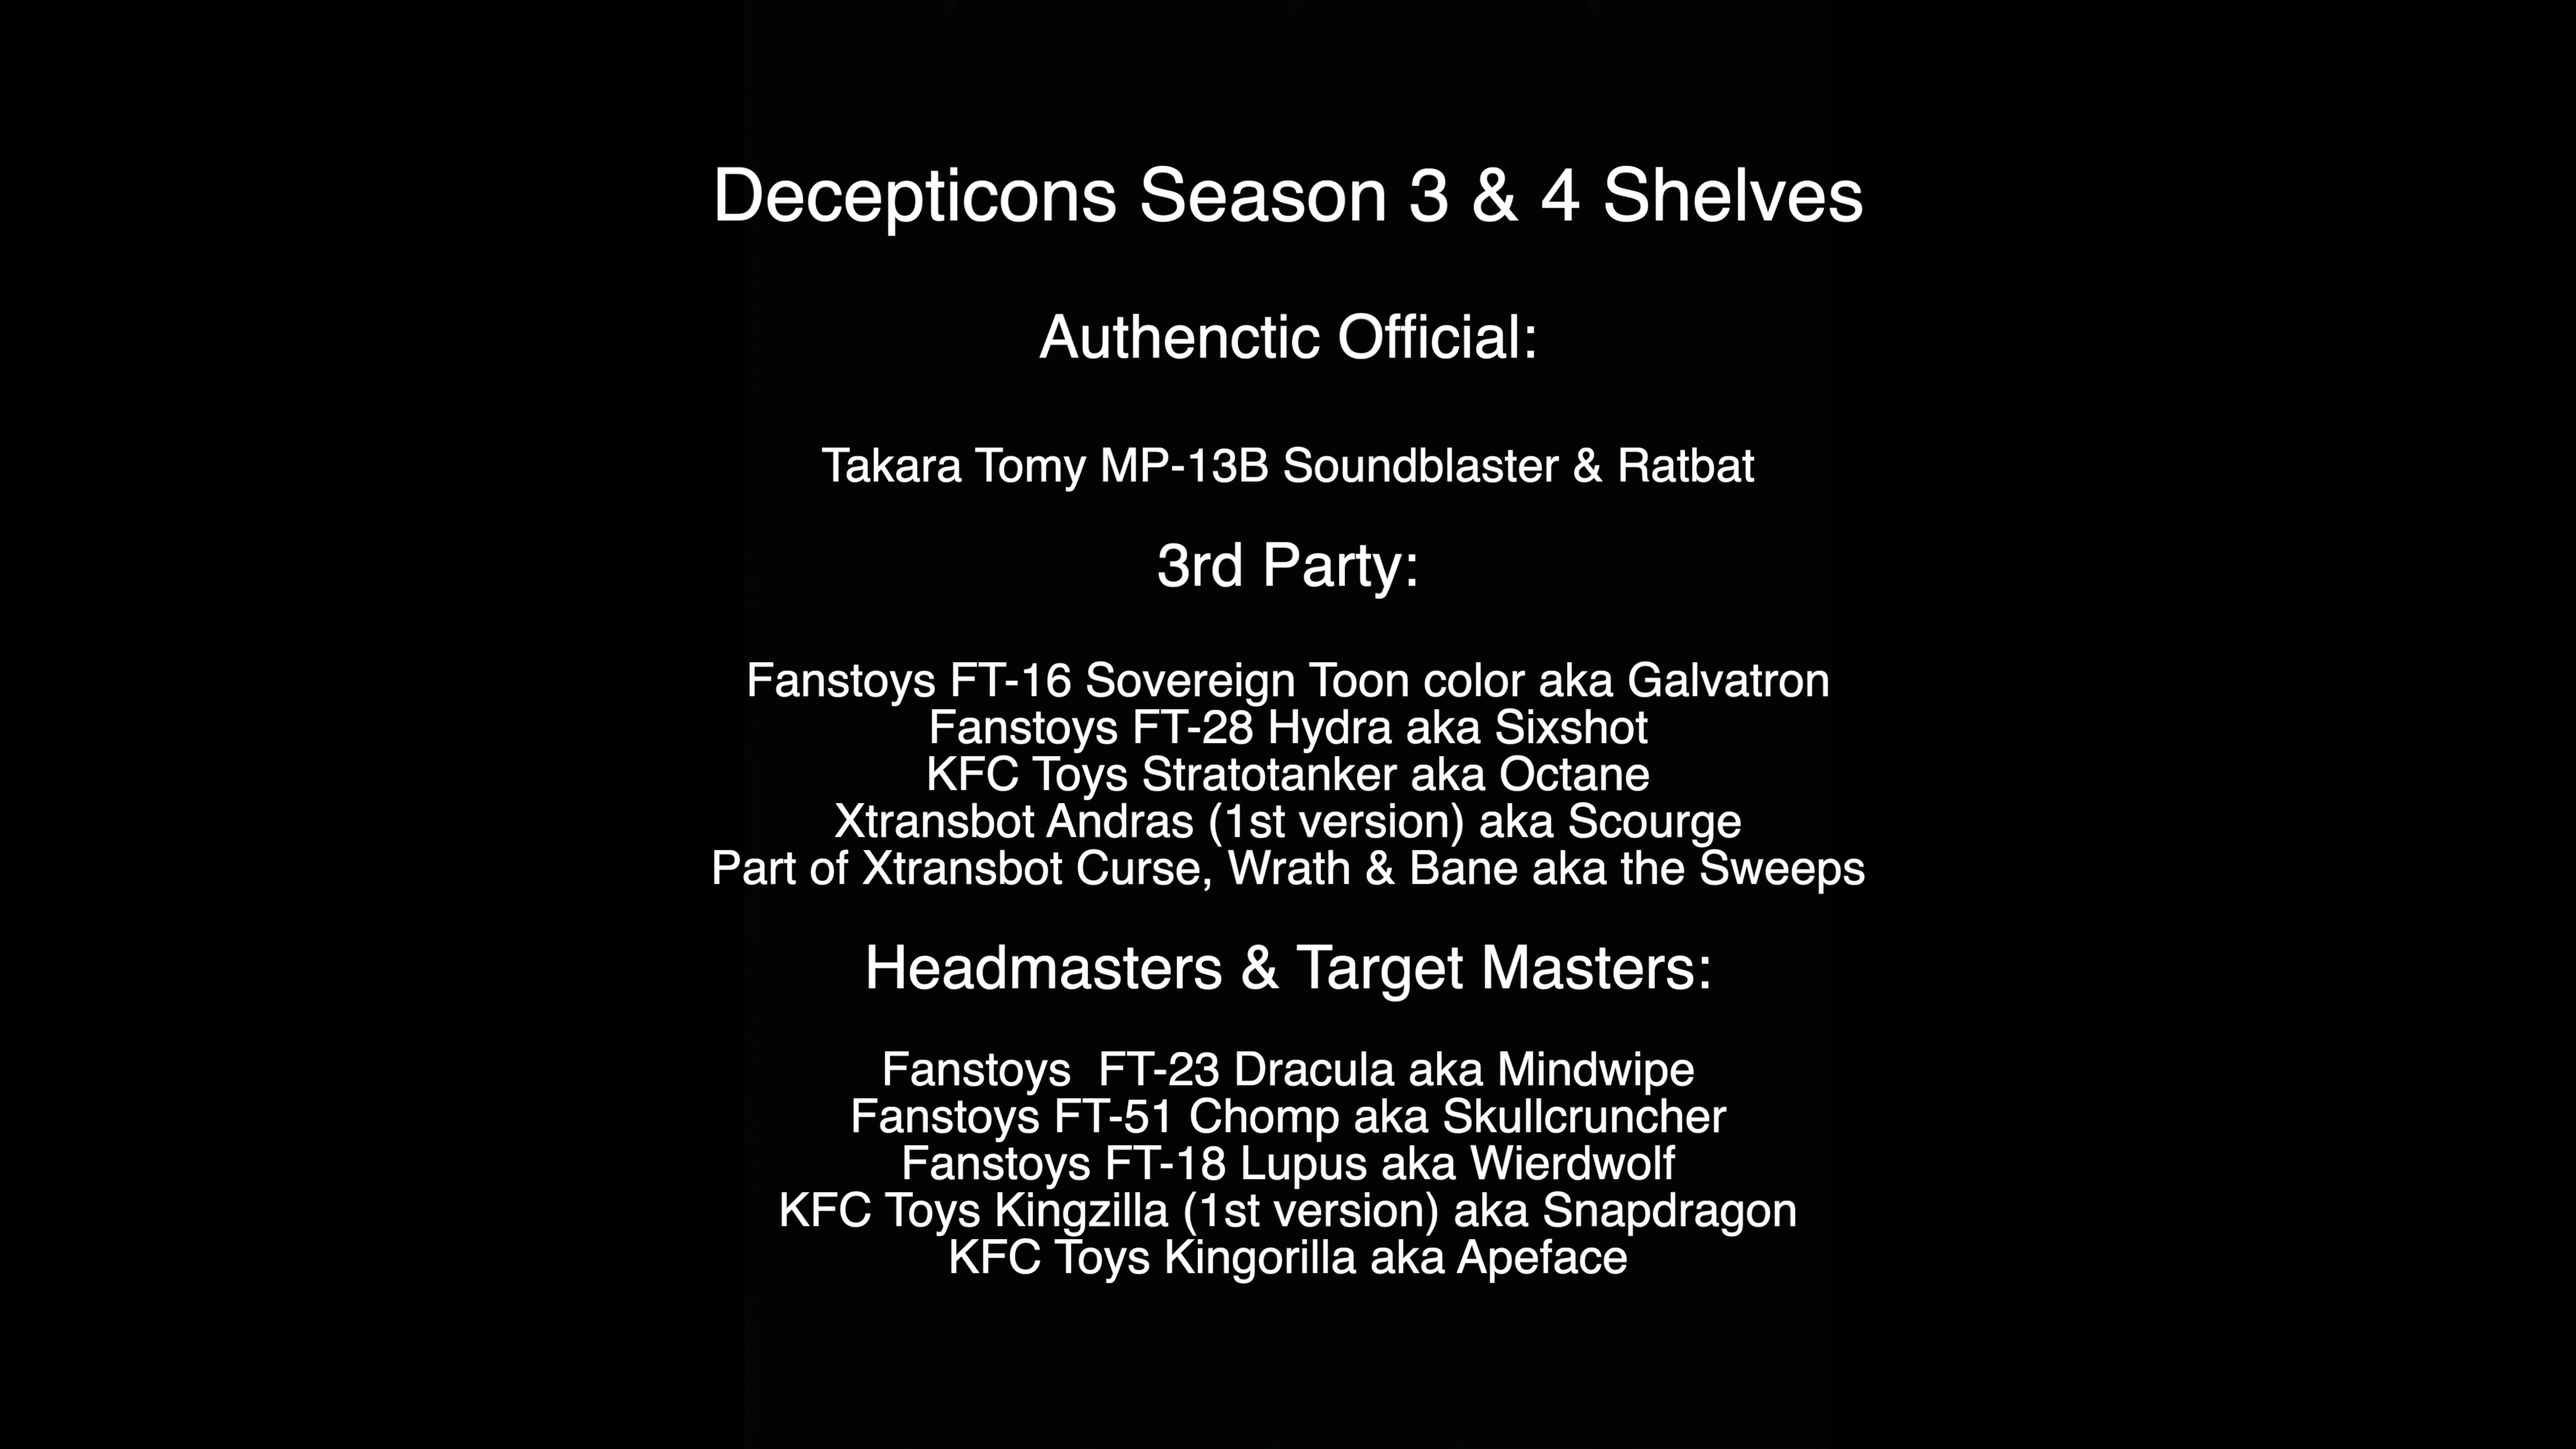 Decepticons Season 3 & 4 Shelves
Authenctic Official:
Takara Tomy MP-13B Soundblaster & Ratbat
3rd Party:
Fanstoys FT-16 Sovereign Toon color aka Galvatron
Fanstoys FT-28 Hydra aka Sixshot
KFC Toys Stratotanker aka Octane
Xtransbot Andras (1st version) aka Scourge
Part of Xtransbot Curse, Wrath & Bane aka the Sweeps
Headmasters & Target Masters:
Fanstoys  FT-23 Dracula aka Mindwipe
Fanstoys FT-51 Chomp aka Skullcruncher
Fanstoys FT-18 Lupus aka Wierdwolf
KFC Toys Kingzilla (1st version) aka Snapdragon
KFC Toys Kingorilla aka Apeface